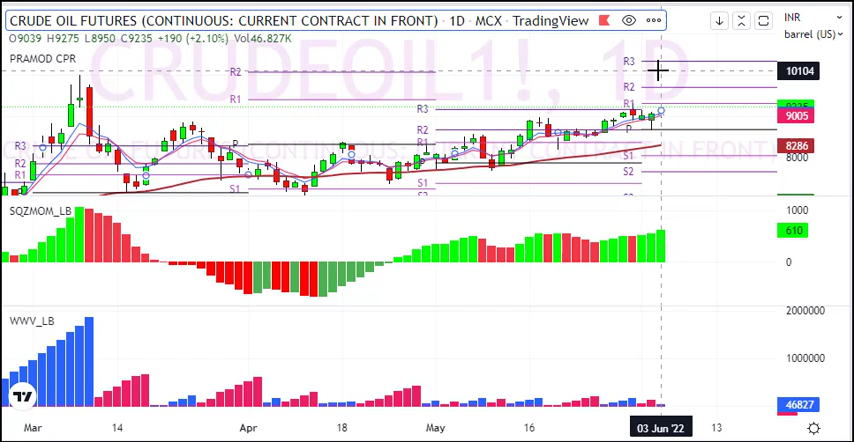 CRUDE OIL FUTURES (CONTINUOUS: CURRENT CONTRACT IN FRONT) · 1D · MCX · TradingView
INR
barrel (US)
O9039 H9275 L8950 C9235 +190 (+2.10%) Vol46.827K
PRAMOD CPR
CRUDEOIL1!, 1D
R3
R2
10104
R2
R1
R1
R3
9005
R2
P
R3
P
R1
8286
R2
S1
8000
R1
S1
S2
S1
SQZMOM_LB
1000
610
0
WWV_LB
2000000
1000000
46827
Mar
14
Apr
18
May
16
03 Jun '22
13